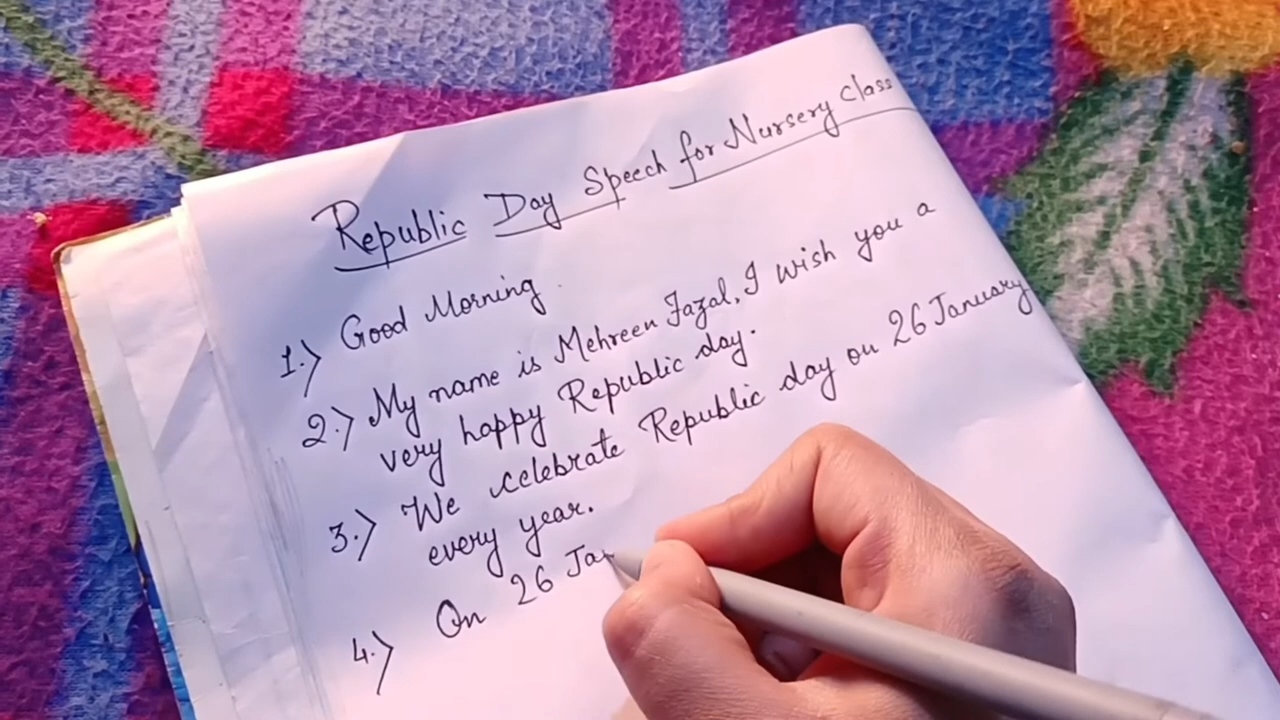 Republic Day Speech for Nursery Class
1.) Good Morning
2.) My name is Mehreen Fazal, I wish you a
very happy Republic day.
3.) We celebrate Republic day on 26 January
every year.
4.) On 26 Jan